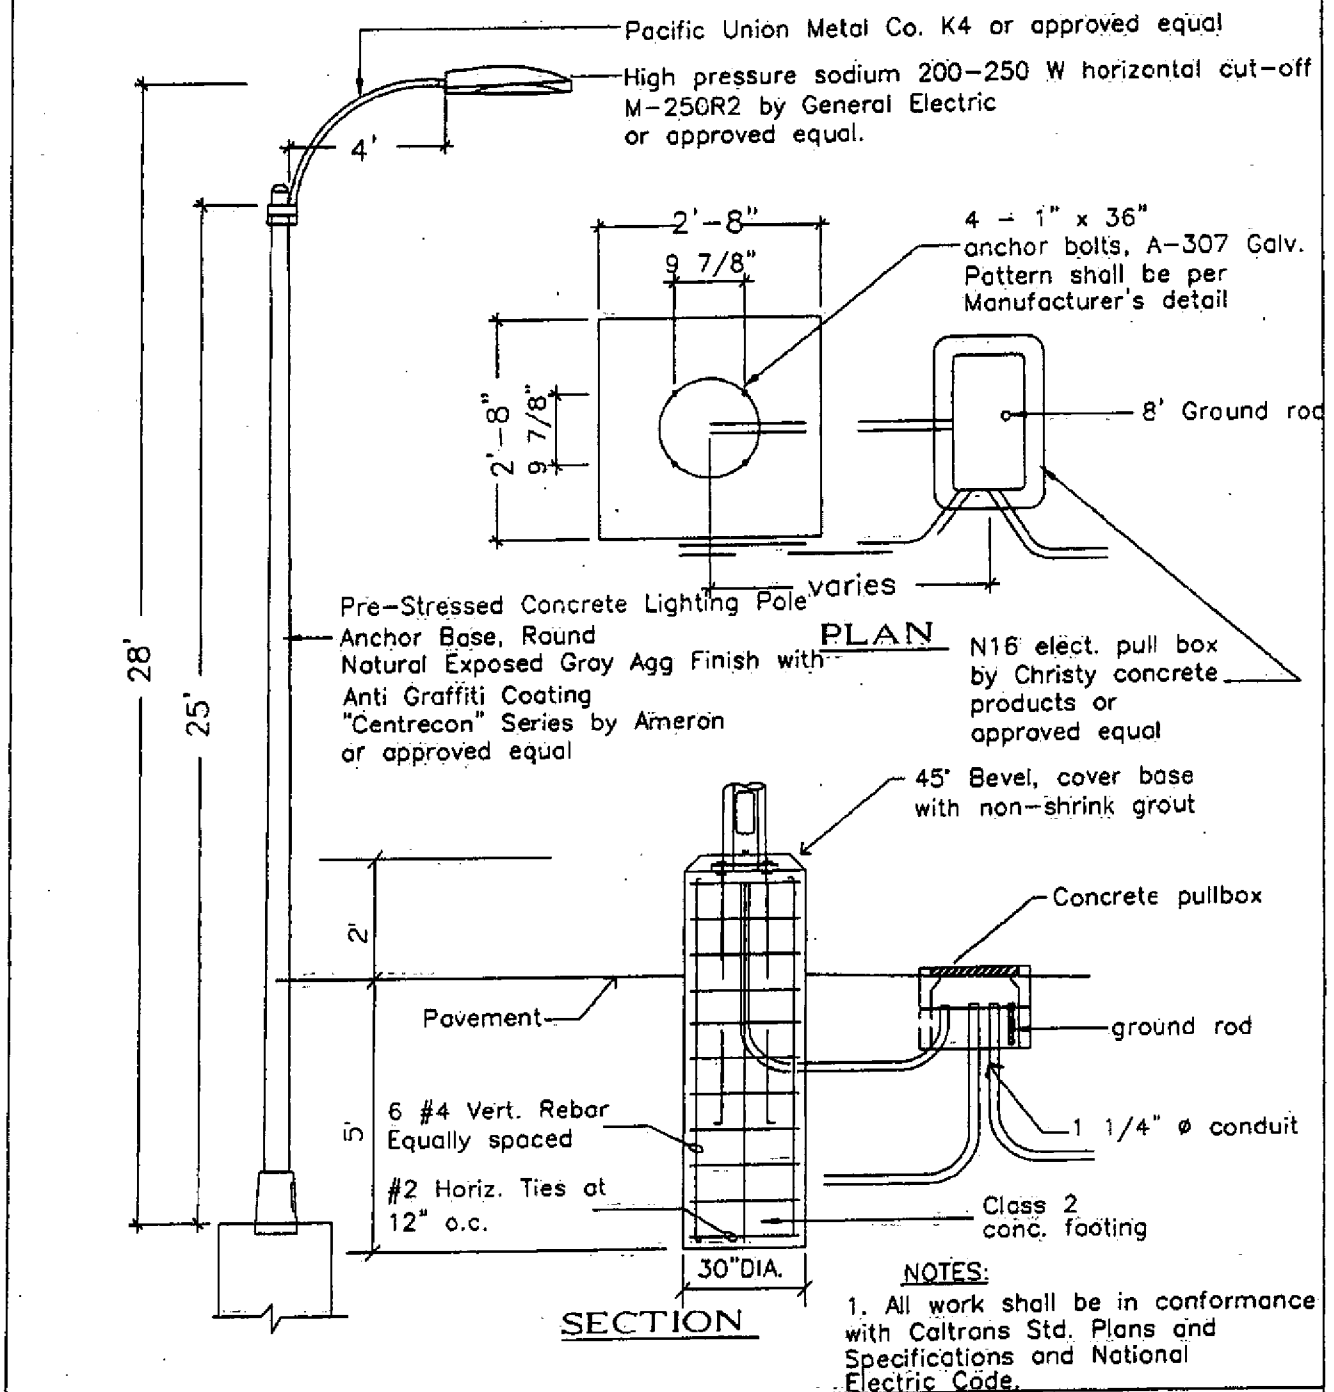 Pacific Union Metal Co. K4 or approved equal
High pressure sodium 200-250 W horizontal cut-off
M-250R2 by General Electric
or approved equal.
4'
28'
25'
2'-8"
9 7/8"
2'-8"
9 7/8"
4 - 1" x 36"
anchor bolts, A-307 Galv.
Pattern shall be per
Manufacturer's detail
8' Ground rod
varies
PLAN
N16 elect. pull box
by Christy concrete
products or
approved equal
Pre-Stressed Concrete Lighting Pole
Anchor Base, Round
Natural Exposed Gray Agg Finish with
Anti Graffiti Coating
"Centrecon" Series by Ameron
or approved equal
45° Bevel, cover base
with non-shrink grout
2'
5'
Pavement
Concrete pullbox
ground rod
1 1/4" ø conduit
6 #4 Vert. Rebar
Equally spaced
#2 Horiz. Ties at
12" o.c.
Class 2
conc. footing
30"DIA.
SECTION
NOTES:
1. All work shall be in conformance
with Caltrans Std. Plans and
Specifications and National
Electric Code.